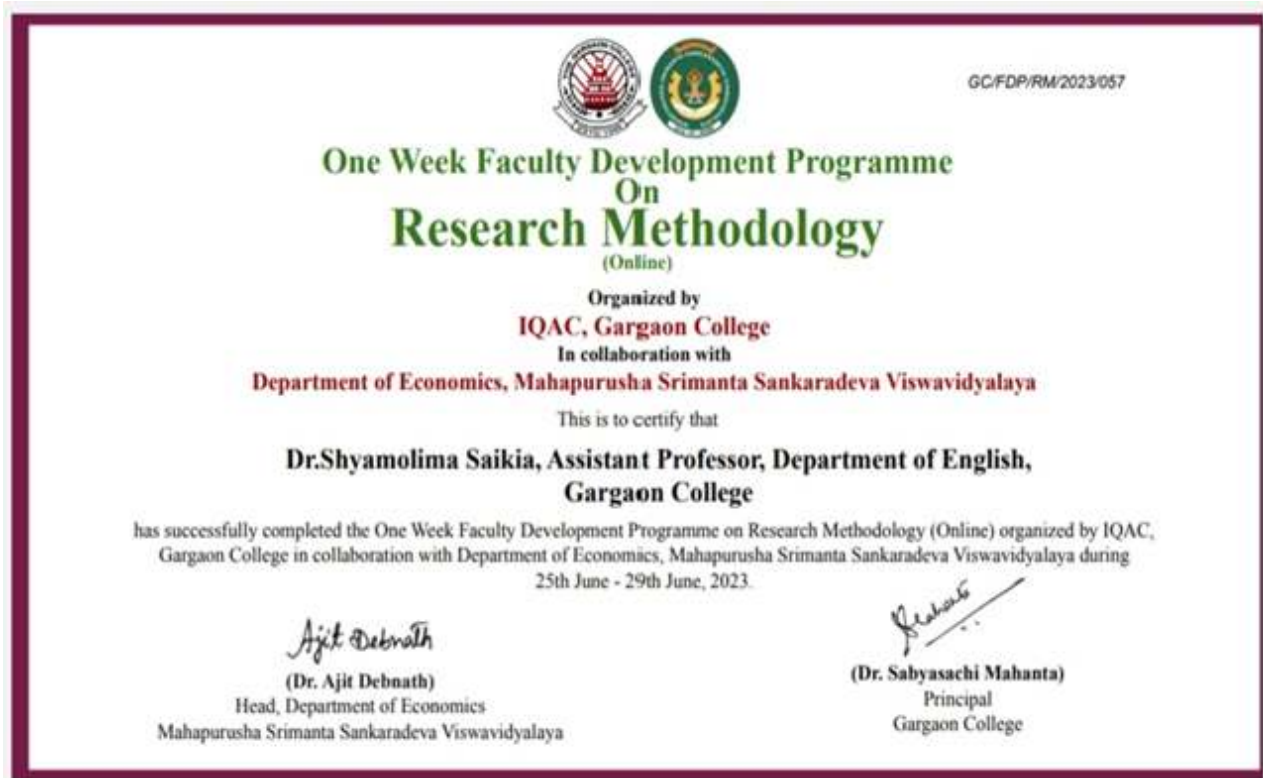 GC/FDP/RM/2023/057
One Week Faculty Development Programme
On
Research Methodology
(Online)
Organized by
IQAC, Gargaon College
In collaboration with
Department of Economics, Mahapurusha Srimanta Sankaradeva Viswavidyalaya
This is to certify that
Dr.Shyamolima Saikia, Assistant Professor, Department of English,
Gargaon College
has successfully completed the One Week Faculty Development Programme on Research Methodology (Online) organized by IQAC,
Gargaon College in collaboration with Department of Economics, Mahapurusha Srimanta Sankaradeva Viswavidyalaya during
25th June - 29th June, 2023.
Ajit Debnath
(Dr. Ajit Debnath)
Head, Department of Economics
Mahapurusha Srimanta Sankaradeva Viswavidyalaya
(Dr. Sabyasachi Mahanta)
Principal
Gargaon College